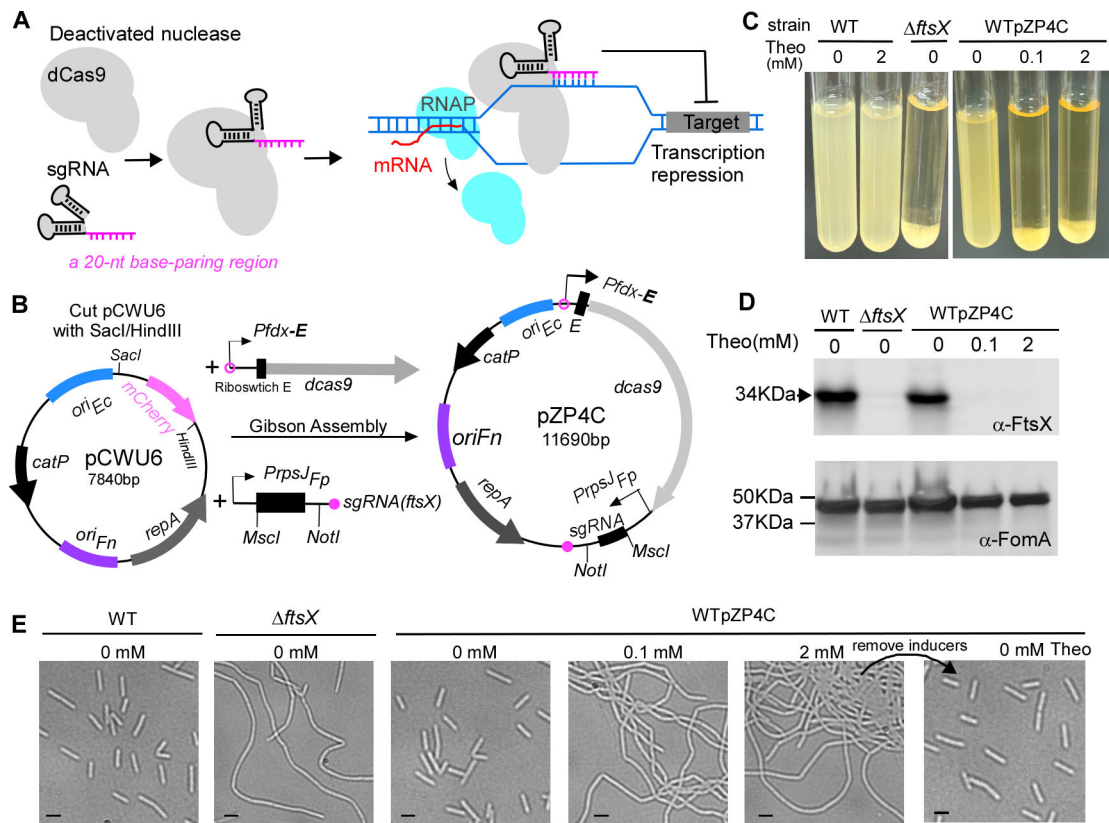 A
Deactivated nuclease
dCas9
sgRNA
a 20-nt base-paring region
RNAP
mRNA
Target
Transcription
repression
B
Cut pCWU6
with SacI/HindIII
SacI
oriEc
mCherry
HindIII
catP
pCWU6
7840bp
oriFn
repA
+
Pfdx-E
Riboswtich E
dcas9
Gibson Assembly
+
PrpsJFp
sgRNA(ftsX)
MscI
NotI
Pfdx-E
oriEc
E
catP
dcas9
pZP4C
11690bp
oriFn
repA
PrpsJFp
sgRNA
MscI
NotI
C
strain WT ΔftsX WTpZP4C
Theo (mM) 0 2 0 0 0.1 2
D
WT ΔftsX WTpZP4C
Theo(mM) 0 0 0 0.1 2
34KDa
α-FtsX
50KDa
37KDa
α-FomA
E
WT ΔftsX WTpZP4C
0 mM 0 mM 0 mM 0.1 mM 2 mM remove inducers 0 mM Theo